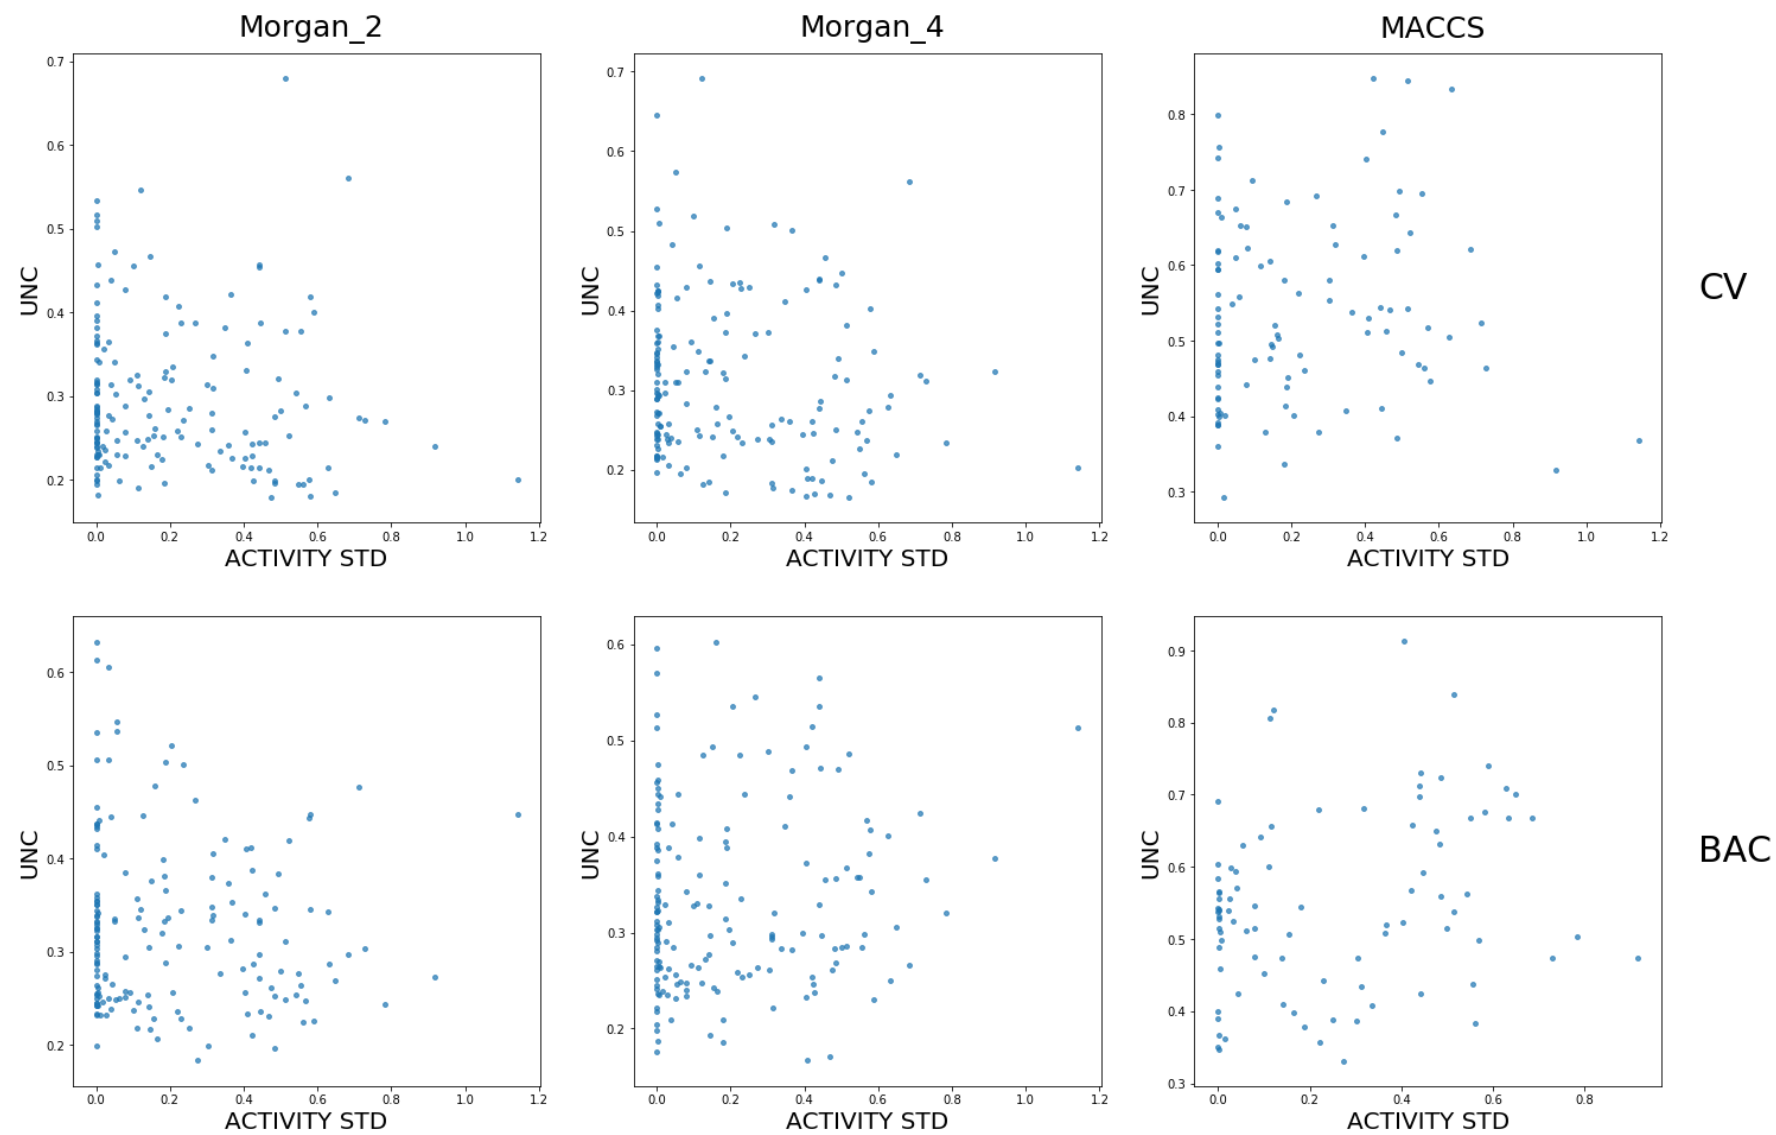 Morgan_2 Morgan_4 MACCS
0.7 0.6 0.5 0.4 0.3 0.2
UNC
0.0 0.2 0.4 0.6 0.8 1.0 1.2
ACTIVITY STD
0.7 0.6 0.5 0.4 0.3 0.2
UNC
0.0 0.2 0.4 0.6 0.8 1.0 1.2
ACTIVITY STD
0.8 0.7 0.6 0.5 0.4 0.3
UNC
0.0 0.2 0.4 0.6 0.8 1.0 1.2
ACTIVITY STD
CV
0.6 0.5 0.4 0.3 0.2
UNC
0.0 0.2 0.4 0.6 0.8 1.0 1.2
ACTIVITY STD
0.6 0.5 0.4 0.3 0.2
UNC
0.0 0.2 0.4 0.6 0.8 1.0 1.2
ACTIVITY STD
0.9 0.8 0.7 0.6 0.5 0.4 0.3
UNC
0.0 0.2 0.4 0.6 0.8
ACTIVITY STD
BAC